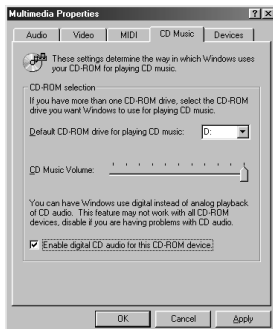 Multimedia Properties
Audio Video MIDI CD Music Devices
These settings determine the way in which Windows uses
your CD-ROM for playing CD music.
CD-ROM selection
If you have more than one CD-ROM drive, select the CD-ROM
drive you want Windows to use for playing CD music.
Default CD-ROM drive for playing CD music: D:
CD Music Volume:
You can have Windows use digital instead of analog playback
of CD audio. This feature may not work with all CD-ROM
devices, disable if you are having problems with CD audio.
Enable digital CD audio for this CD-ROM device.
OK Cancel Apply